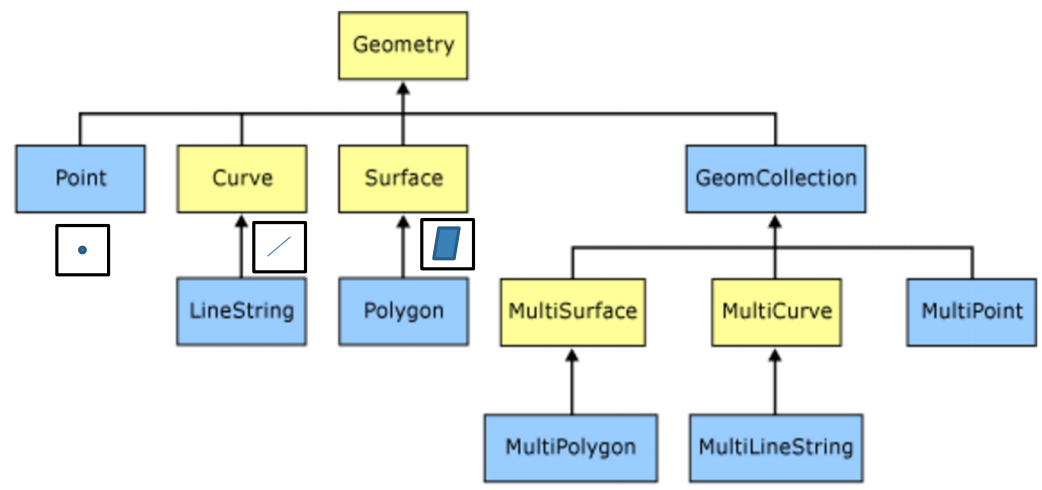 Geometry
Point
Curve
Surface
GeomCollection
LineString
Polygon
MultiSurface
MultiCurve
MultiPoint
MultiPolygon
MultiLineString